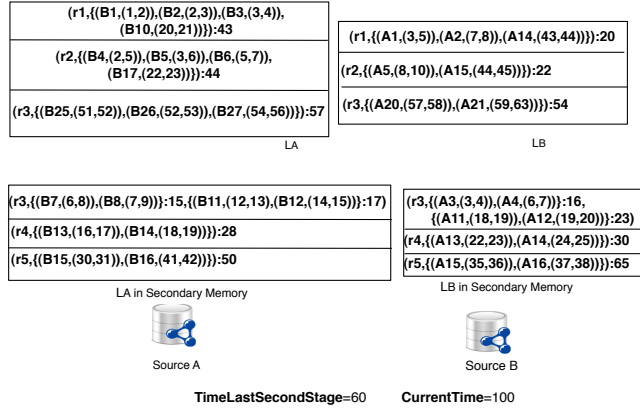 (r1,{(B1,(1,2)),(B2,(2,3)),(B3,(3,4)),
(B10,(20,21))}):43
(r2,{(B4,(2,5)),(B5,(3,6)),(B6,(5,7)),
(B17,(22,23))}):44
(r3,{(B25,(51,52)),(B26,(52,53)),(B27,(54,56))}):57
LA
(r1,{(A1,(3,5)),(A2,(7,8)),(A14,(43,44))}):20
(r2,{(A5,(8,10)),(A15,(44,45))}):22
(r3,{(A20,(57,58)),(A21,(59,63)}):54
LB
(r3,{(B7,(6,8)),(B8,(7,9))}:15,{(B11,(12,13),(B12,(14,15))}:17)
(r4,{(B13,(16,17)),(B14,(18,19))}):28
(r5,{(B15,(30,31)),(B16,(41,42))}):50
LA in Secondary Memory
Source A
(r3,{(A3,(3,4)),(A4,(6,7))}:16,
{(A11,(18,19)),(A12,(19,20))}:23)
(r4,{(A13,(22,23)),(A14,(24,25))}):30
(r5,{(A15,(35,36)),(A16,(37,38))}):65
LB in Secondary Memory
Source B
TimeLastSecondStage=60 CurrentTime=100